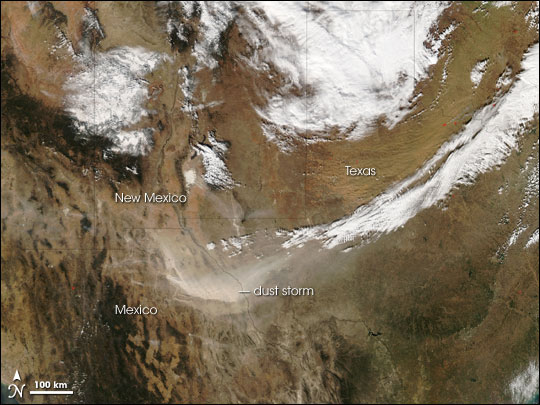 Texas
New Mexico
dust storm
Mexico
N
100 km